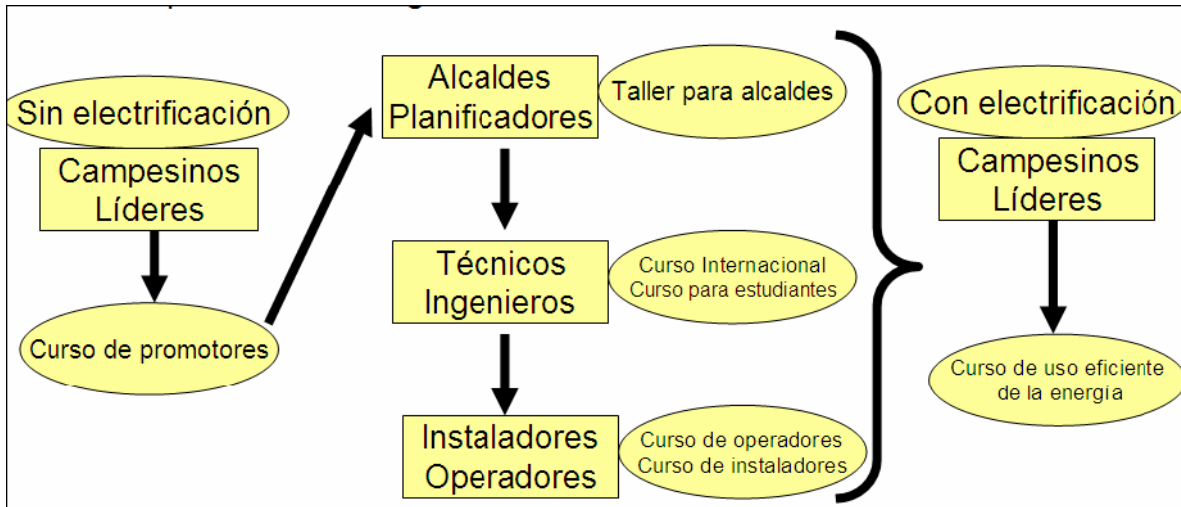 Sin electrificación
Campesinos
Líderes
Curso de promotores
Alcaldes
Planificadores
Taller para alcaldes
Técnicos
Ingenieros
Curso Internacional
Curso para estudiantes
Instaladores
Operadores
Curso de operadores
Curso de instaladores
Con electrificación
Campesinos
Líderes
Curso de uso eficiente
de la energía